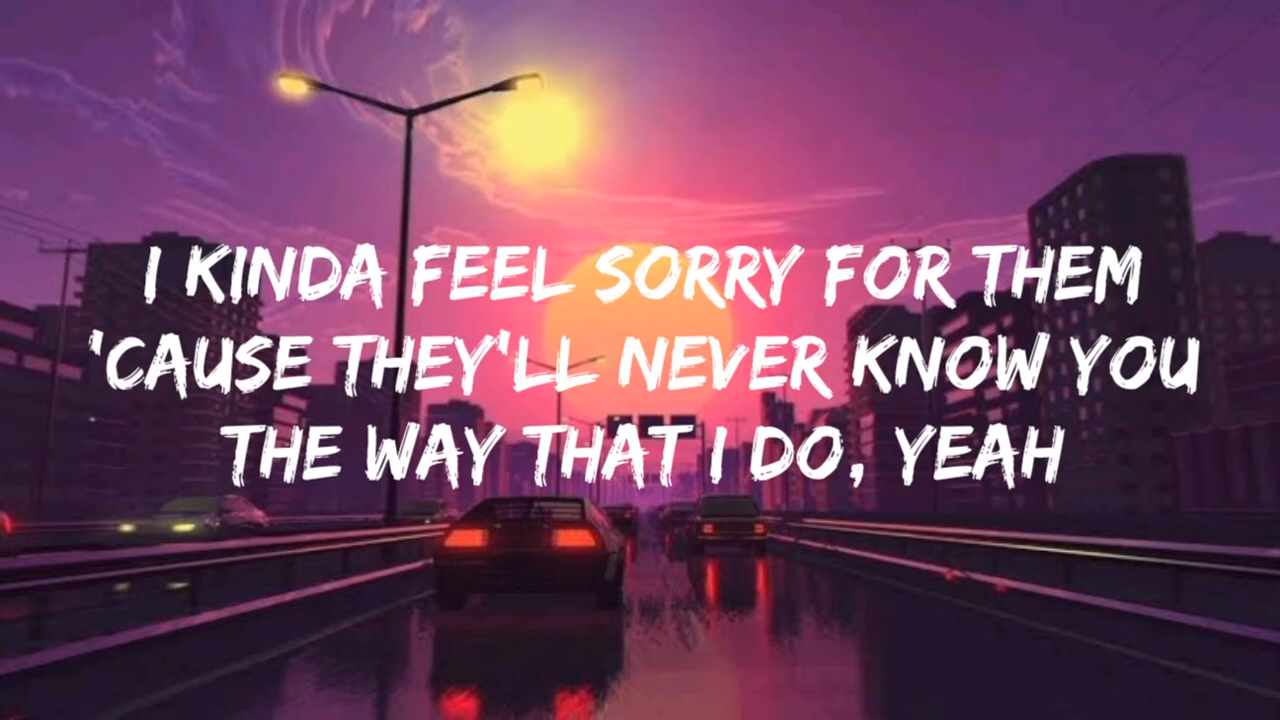 I KINDA FEEL SORRY FOR THEM
'CAUSE THEY'LL NEVER KNOW YOU
THE WAY THAT I DO, YEAH